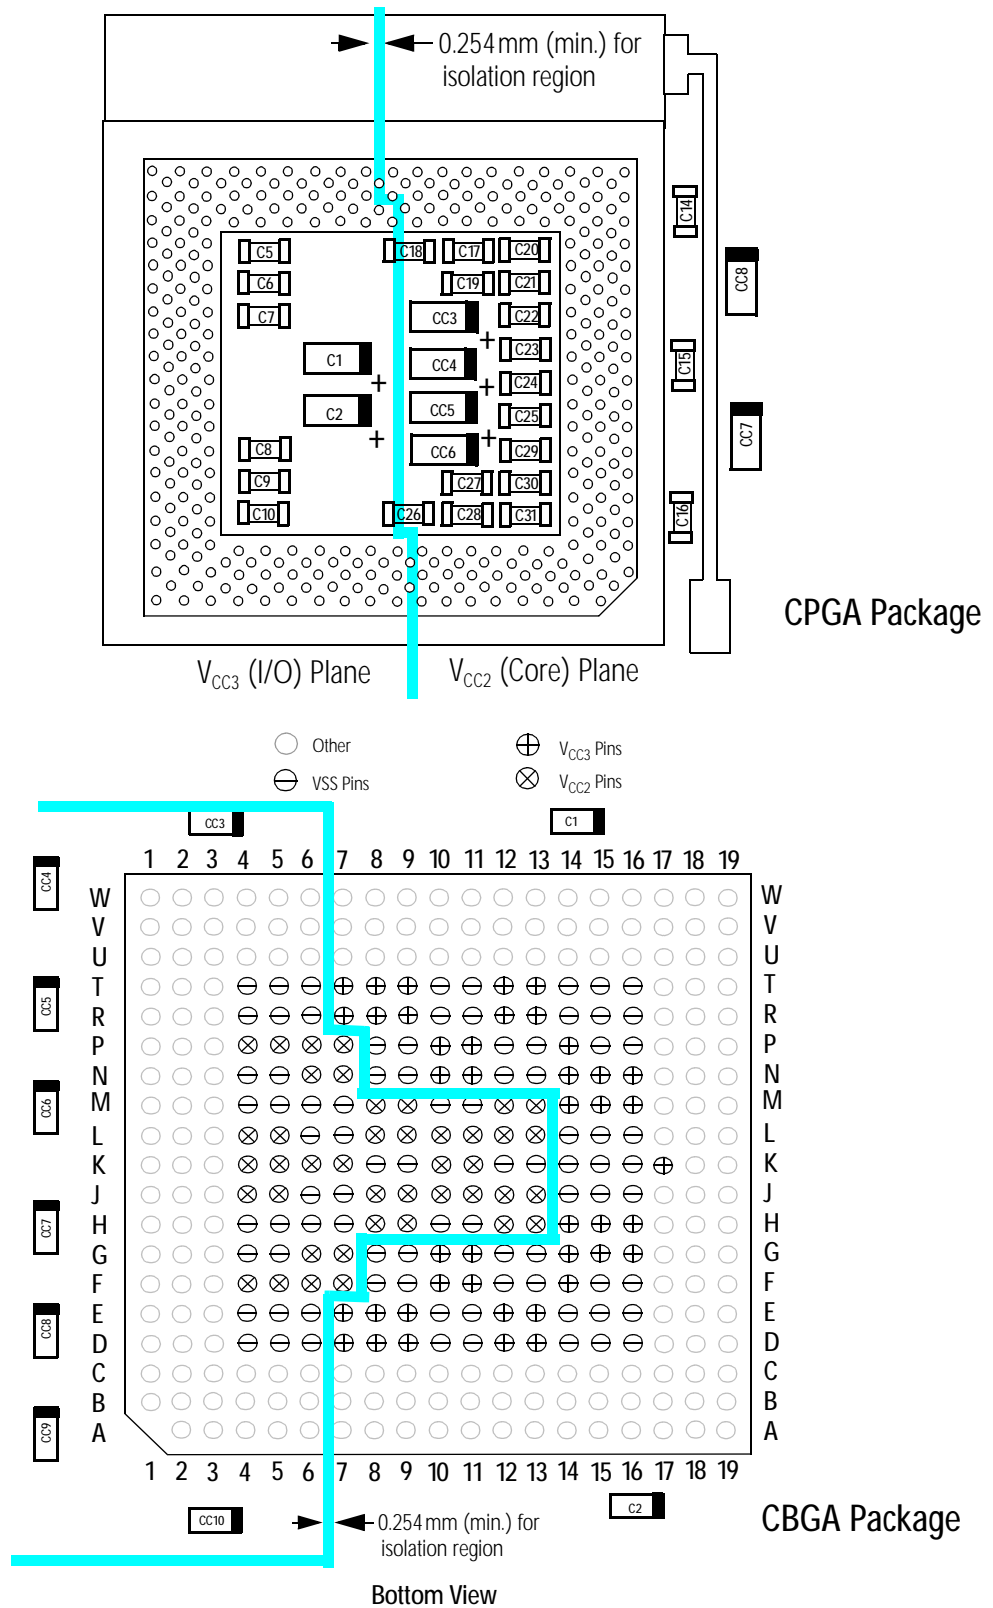 0.254 mm (min.) for
isolation region
C14
C5 C18 C17 C20
CC8
C6 C19 C21
C7 CC3 C22
C1 CC4 C23
C15
C24
C2 CC5 C25
CC7
C8 CC6 C29
C9 C27 C30
C10 C26 C28 C31
C16
CPGA Package
VCC3 (I/O) Plane VCC2 (Core) Plane
Other VCC3 Pins
VSS Pins VCC2 Pins
CC3 C1
1 2 3 4 5 6 7 8 9 10 11 12 13 14 15 16 17 18 19
CC4
W W
V V
U U
T T
CC5
R R
P P
N N
CC6
M M
L L
K K
J J
CC7
H H
G G
F F
CC8
E E
D D
C C
B B
CC9
A A
1 2 3 4 5 6 7 8 9 10 11 12 13 14 15 16 17 18 19
CC10 C2
0.254 mm (min.) for
isolation region
CBGA Package
Bottom View